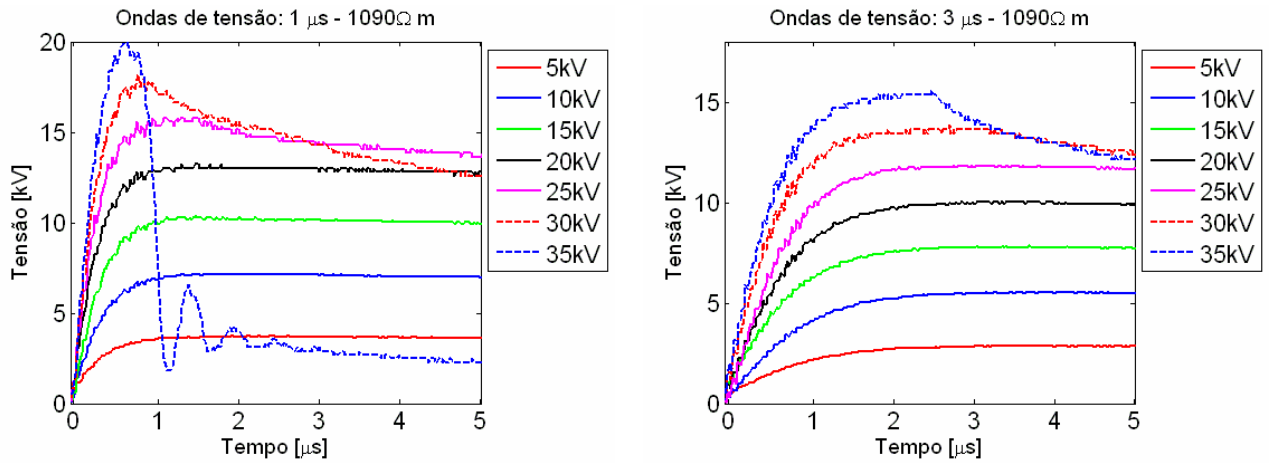 Ondas de tensão: 1 μs - 1090Ω m
20
15
10
5
0
Tensão [kV]
0 1 2 3 4 5
Tempo [μs]
5kV
10kV
15kV
20kV
25kV
30kV
35kV
Ondas de tensão: 3 μs - 1090Ω m
15
10
5
0
Tensão [kV]
0 1 2 3 4 5
Tempo [μs]
5kV
10kV
15kV
20kV
25kV
30kV
35kV